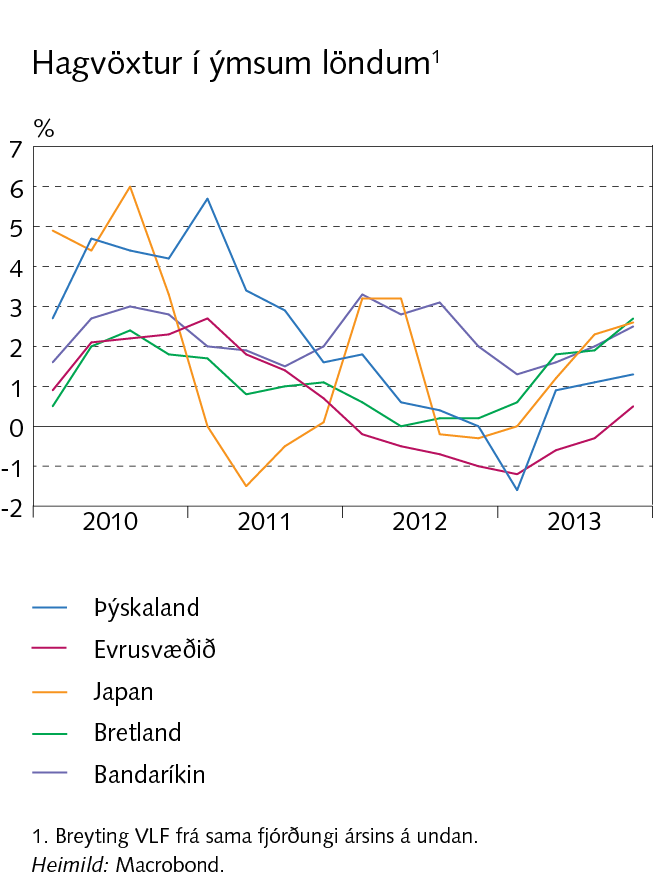 Hagvöxtur í ýmsum löndum¹
%
7
6
5
4
3
2
1
0
-1
-2
2010 2011 2012 2013
Þýskaland
Evrusvæðið
Japan
Bretland
Bandaríkin
1. Breyting VLF frá sama fjórðungi ársins á undan.
Heimild: Macrobond.